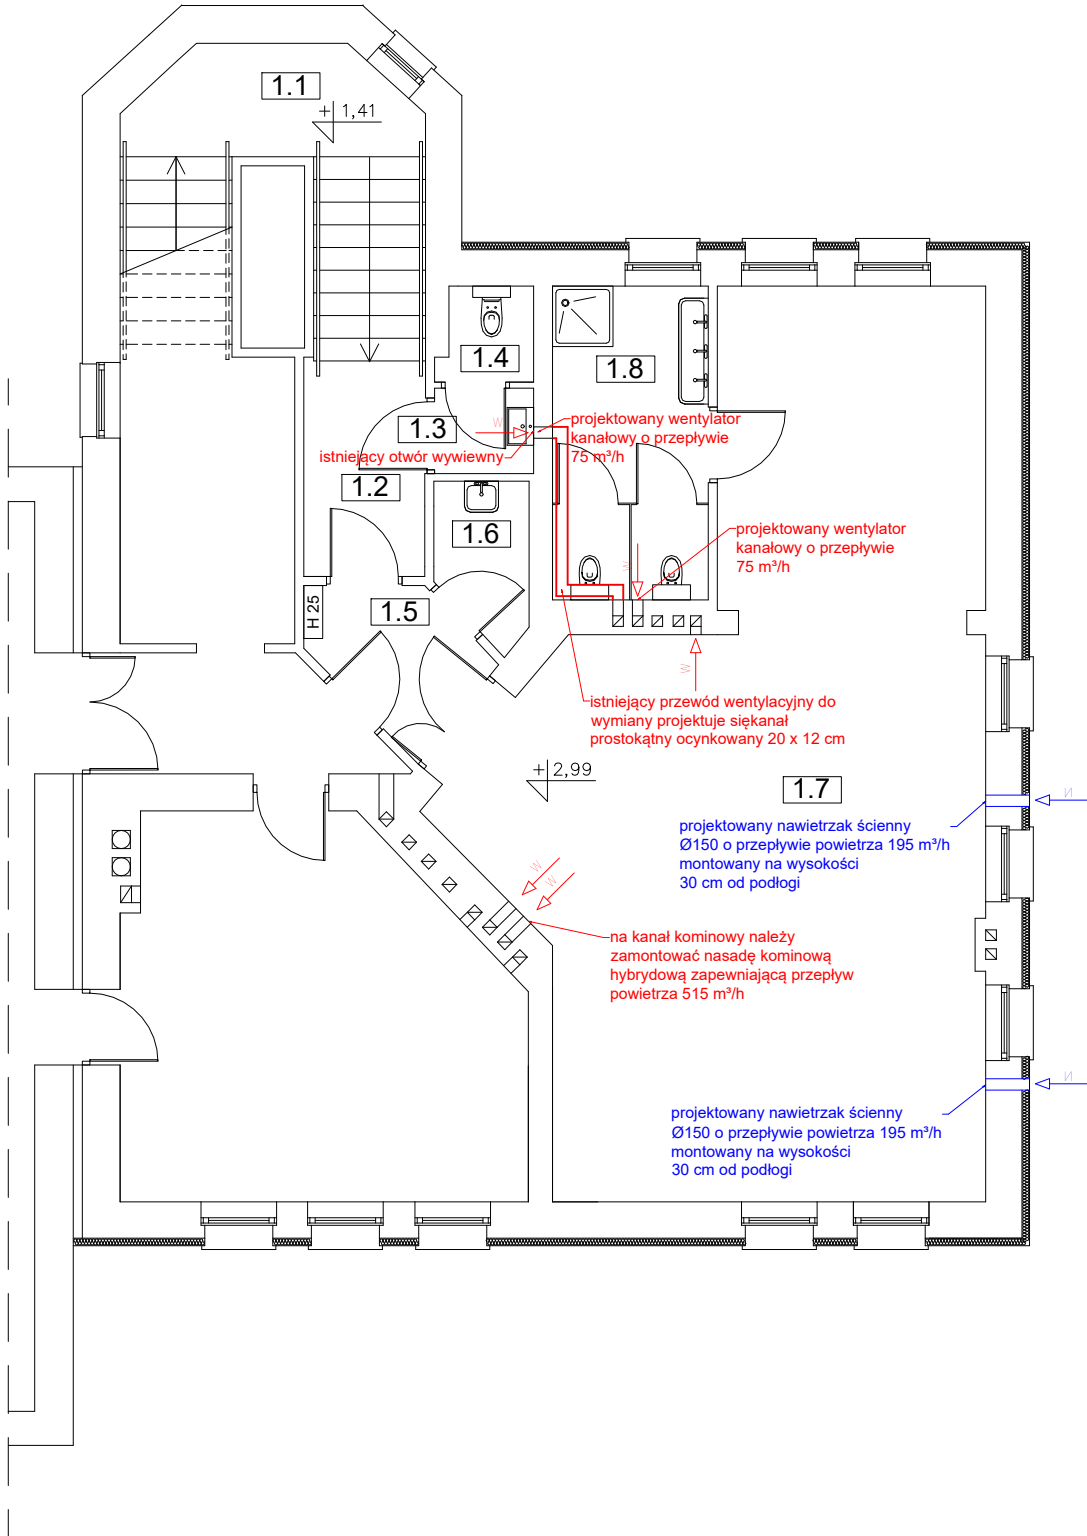 1.1
+ 1,41
1.4
1.8
1.3
W
projektowany wentylator
kanałowy o przepływie
75 m³/h
istniejący otwór wywiewny
1.2
1.6
projektowany wentylator
kanałowy o przepływie
75 m³/h
W
H 25
1.5
W
istniejący przewód wentylacyjny do
wymiany projektuje siękanał
prostokątny ocynkowany 20 x 12 cm
+ 2,99
1.7
N
projektowany nawietrzak ścienny
Ø150 o przepływie powietrza 195 m³/h
montowany na wysokości
30 cm od podłogi
W
W
na kanał kominowy należy
zamontować nasadę kominową
hybrydową zapewniającą przepływ
powietrza 515 m³/h
N
projektowany nawietrzak ścienny
Ø150 o przepływie powietrza 195 m³/h
montowany na wysokości
30 cm od podłogi